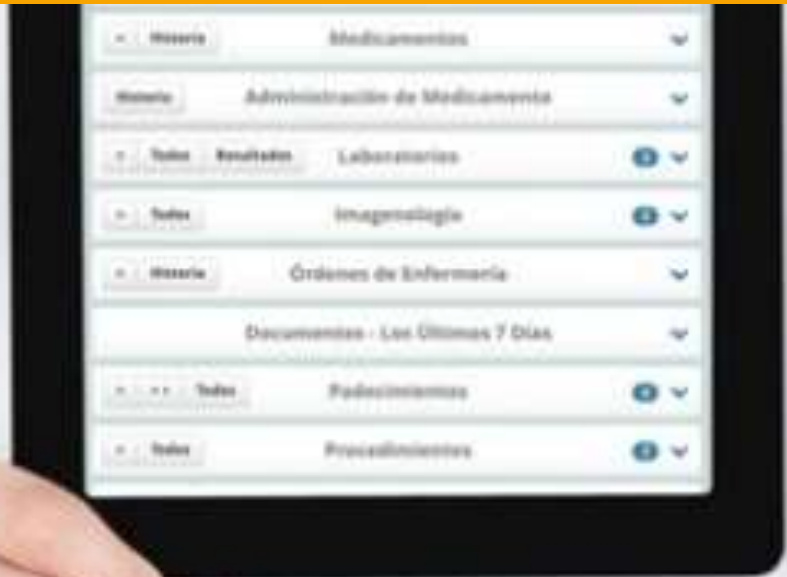 + Historia Medicamentos
Historia Administración de Medicamento
+ Todos Resultados Laboratorios
+ Todos Imagenología
+ Historia Órdenes de Enfermería
Documentos - Los Últimos 7 Días
+ ++ Todos Padecimientos
+ Todos Procedimientos